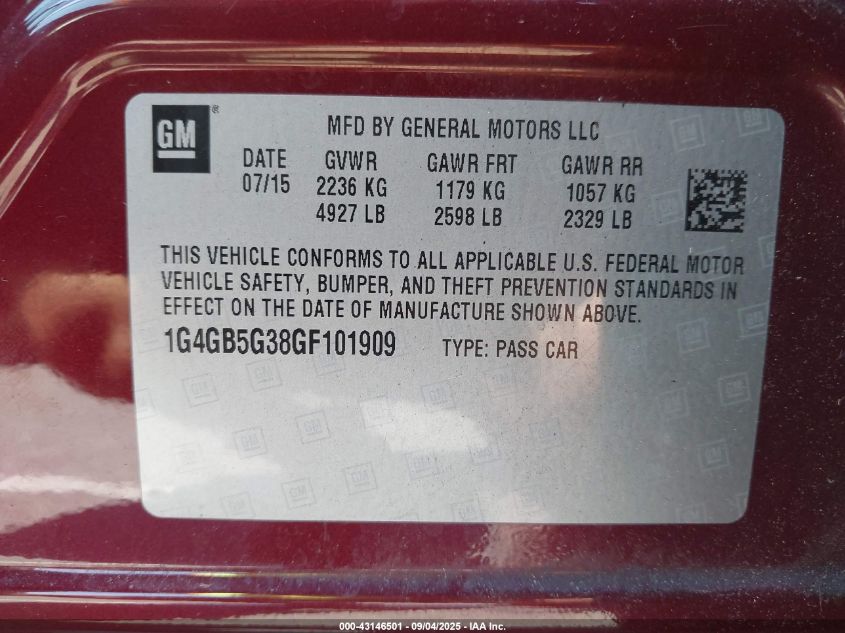 GM ®
MFD BY GENERAL MOTORS LLC
DATE GVWR GAWR FRT GAWR RR
07/15 2236 KG 1179 KG 1057 KG
4927 LB 2598 LB 2329 LB
THIS VEHICLE CONFORMS TO ALL APPLICABLE U.S. FEDERAL MOTOR
VEHICLE SAFETY, BUMPER, AND THEFT PREVENTION STANDARDS IN
EFFECT ON THE DATE OF MANUFACTURE SHOWN ABOVE.
1G4GB5G38GF101909 TYPE: PASS CAR
000-43146501 - 09/04/2025 - IAA Inc.